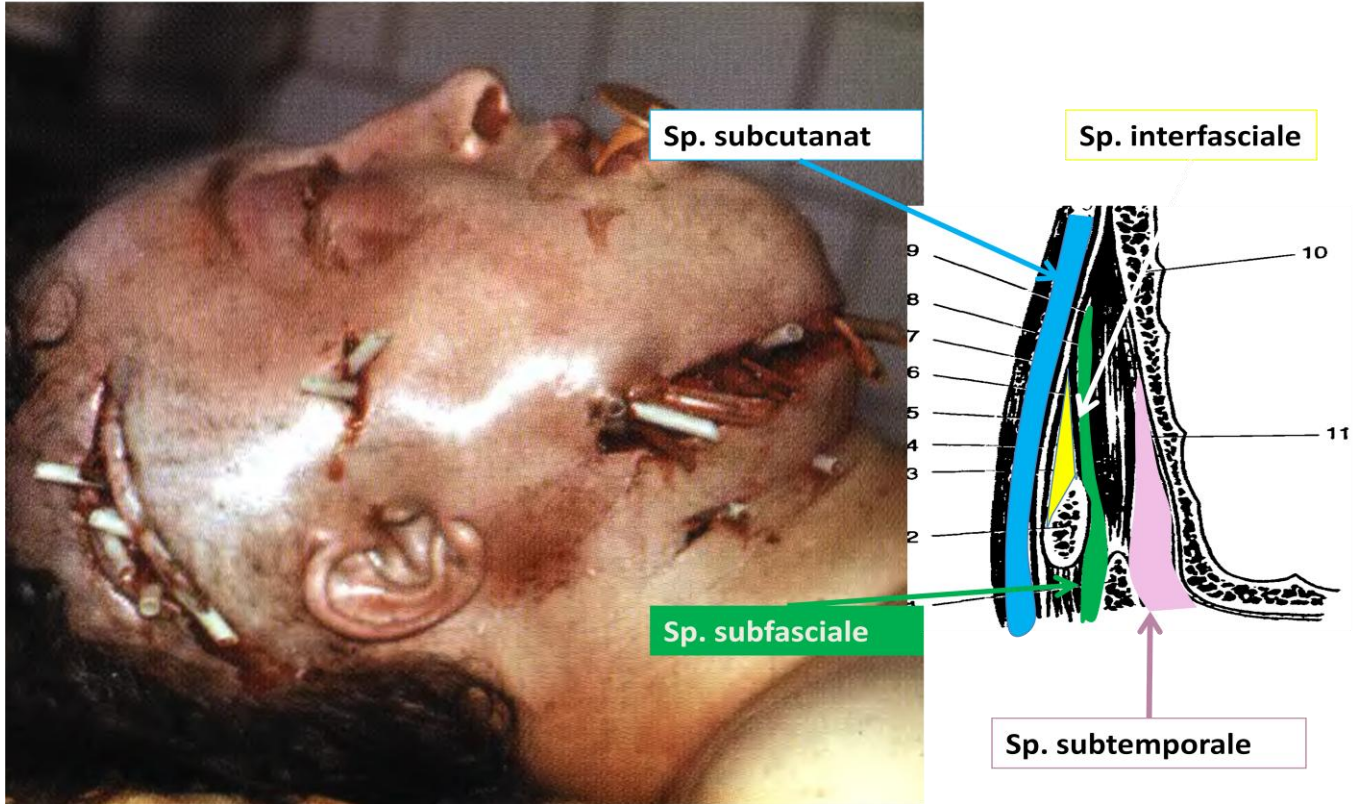 Sp. subcutanat
Sp. interfasciale
9
8
7
6
5
4
3
2
1
10
11
Sp. subfasciale
Sp. subtemporale